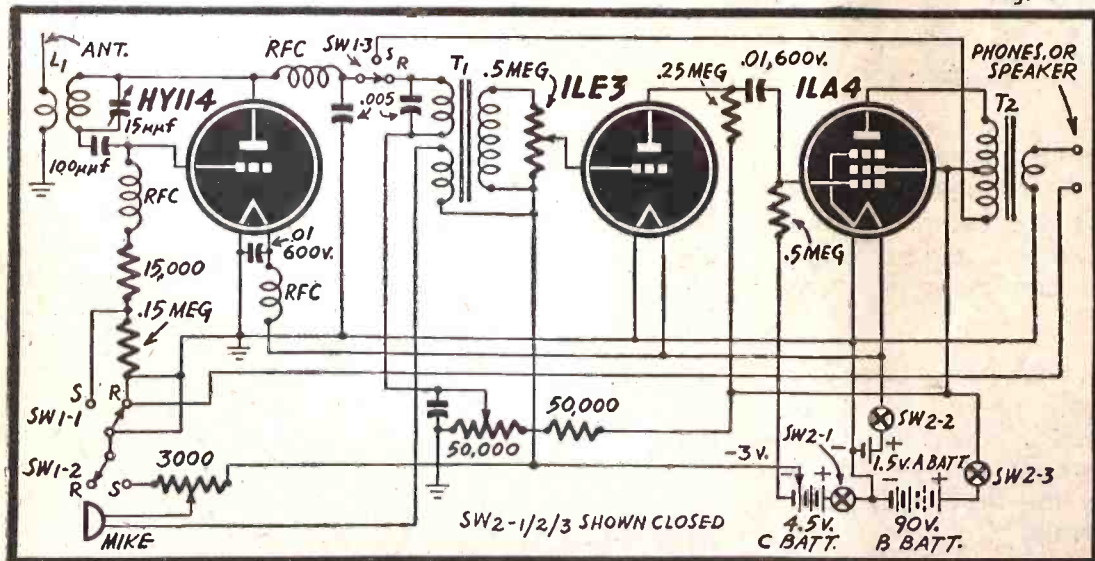 L1
ANT.
RFC
SW1-3
S
R
T1
.5 MEG
1LE3
.25 MEG
.01, 600V.
1LA4
PHONES, OR
SPEAKER
T2
HY114
15μμf
.005
100μμf
RFC
.01
600V.
.5 MEG
15,000
RFC
.15 MEG
S
R
SW1-1
SW1-2
R
S
3000
50,000
50,000
SW2-2
SW2-1
- +
1.5V. A BATT.
-3 V.
- +
- +
SW2-3
MIKE
SW2-1/2/3 SHOWN CLOSED
4.5V.
C BATT.
90V.
B BATT.